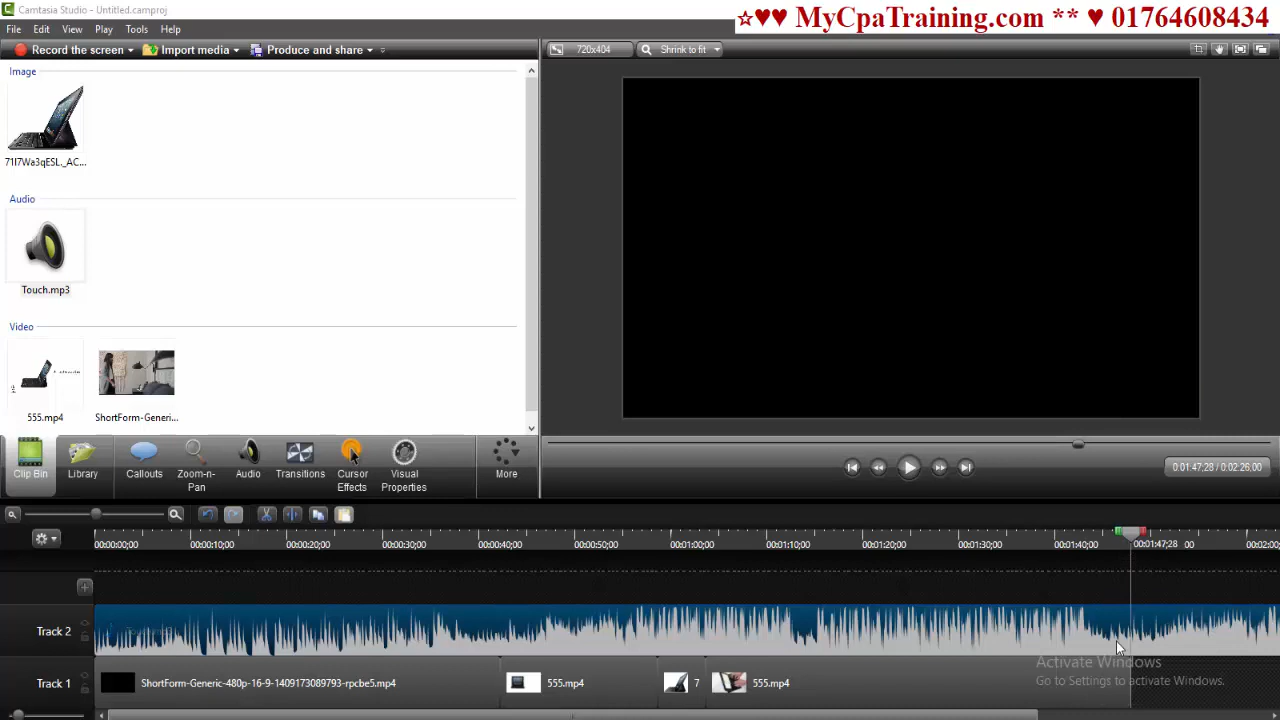 Camtasia Studio - Untitled.camproj
☆♥♥ MyCpaTraining.com ** ♥ 01764608434
File Edit View Play Tools Help
Record the screen Import media Produce and share
720x404 Shrink to fit
Image
71I7Wa3qESL._AC...
Audio
Touch.mp3
Video
555.mp4 ShortForm-Generi...
Clip Bin Library Callouts Zoom-n-Pan Audio Transitions Cursor Effects Visual Properties More
0:01:47;28 / 0:02:26;00
00:00:00;00 00:00:10;00 00:00:20;00 00:00:30;00 00:00:40;00 00:00:50;00 00:01:00;00 00:01:10;00 00:01:20;00 00:01:30;00 00:01:40;00 00:01:47;28 00 00:02:00;
Track 2
Activate Windows
Go to Settings to activate Windows.
Track 1 ShortForm-Generic-480p-16-9-1409173089793-rpcbe5.mp4 555.mp4 7 555.mp4